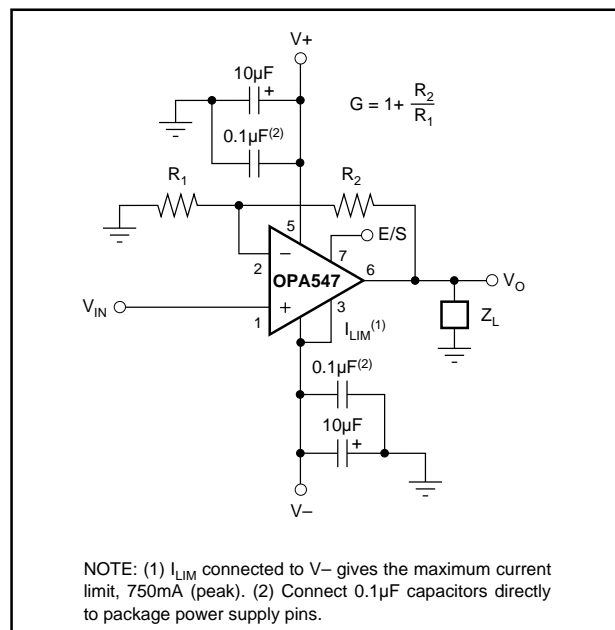 V+
10µF
+
G = 1+ R2
R1
0.1µF(2)
R1
R2
5
E/S
7
–
2
OPA547
6
VO
VIN
+
1
3
ILIM(1)
ZL
0.1µF(2)
10µF
+
V–
NOTE: (1) ILIM connected to V– gives the maximum current
limit, 750mA (peak). (2) Connect 0.1µF capacitors directly
to package power supply pins.